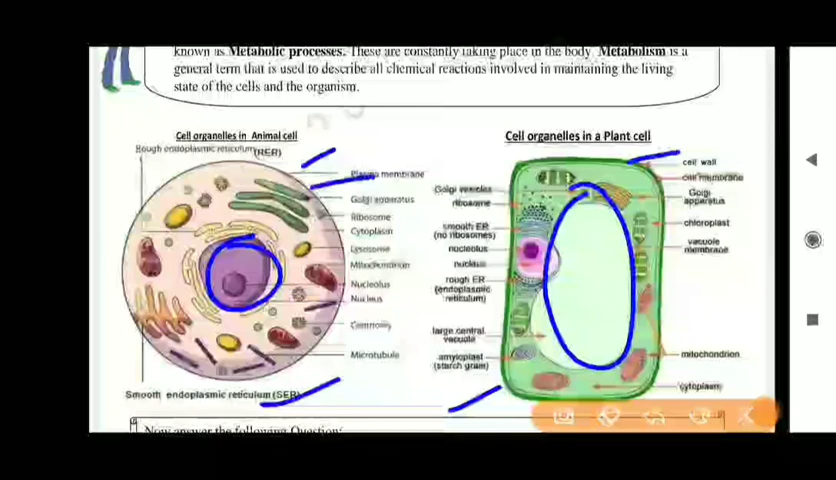 known as Metabolic processes. These are constantly taking place in the body. Metabolism is a
general term that is used to describe all chemical reactions involved in maintaining the living
state of the cells and the organism.
Cell organelles in Animal cell
Cell organelles in a Plant cell
Rough endoplasmic reticulum (RER)
Plasma membrane
Golgi apparatus
Ribosome
Cytoplasm
Lysosome
Mitochondrion
Nucleolus
Nucleus
Centrosome
Microtubule
Smooth endoplasmic reticulum (SER)
Golgi vesicles
ribosome
smooth ER
(no ribosomes)
nucleolus
nucleus
rough ER
(endoplasmic
reticulum)
large central
vacuole
amyloplast
(starch grain)
cell wall
cell membrane
Golgi
apparatus
chloroplast
vacuole
membrane
mitochondrion
cytoplasm
Now answer the following Question: